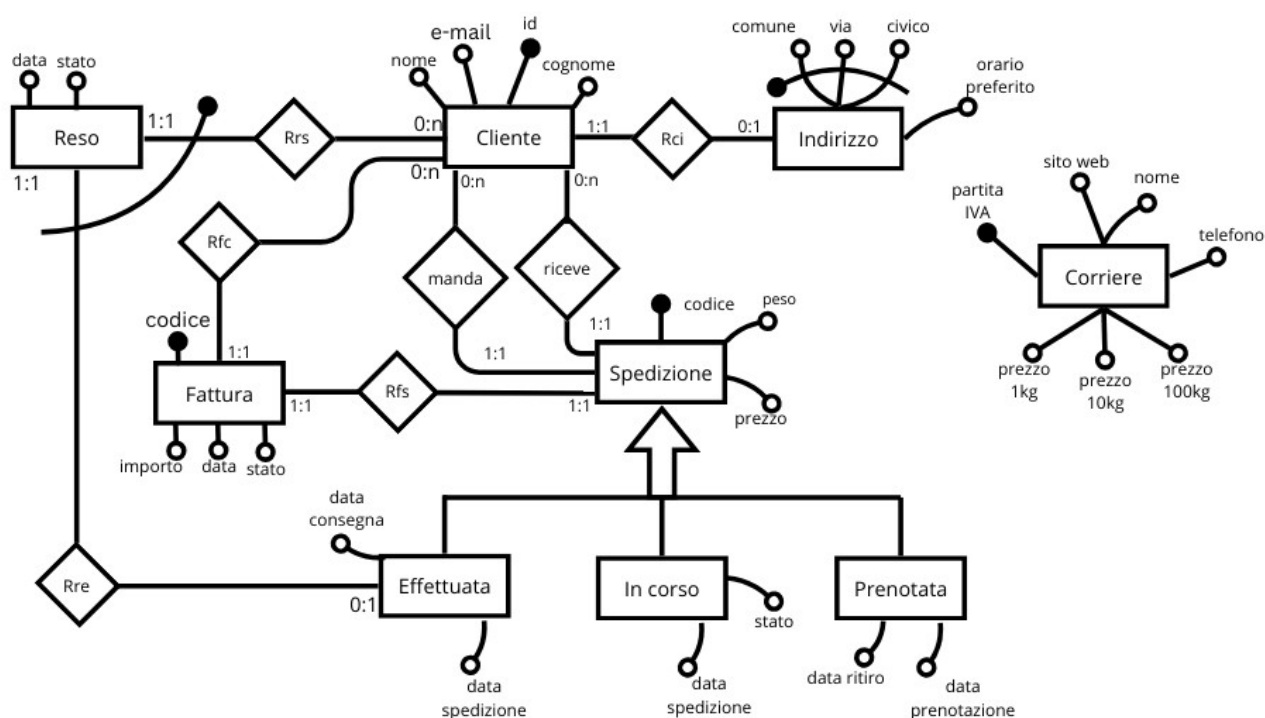 id
e-mail
comune
via
civico
data
stato
nome
cognome
orario
preferito
1:1
0:n
Reso
Rrs
Cliente
1:1
Rci
0:1
Indirizzo
1:1
0:n
0:n
0:n
sito web
nome
partita
IVA
telefono
Rfc
manda
riceve
Corriere
codice
codice
peso
1:1
1:1
1:1
Fattura
Rfs
Spedizione
1:1
1:1
prezzo
1kg
prezzo
10kg
prezzo
100kg
prezzo
importo
data
stato
data
consegna
Rre
Effettuata
In corso
Prenotata
0:1
stato
data
spedizione
data
spedizione
data ritiro
data
prenotazione